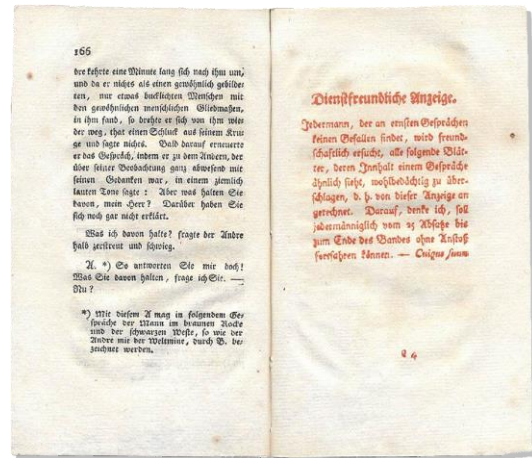 166
dre kehrte eine Minute lang sich nach ihm um,
und da er nichts als einen gewöhnlich gebilde-
ten, nur etwas bucklichten Menschen mit
den gewöhnlichen menschlichen Gliedmaßen,
in ihm fand, so drehte er sich von ihm wie-
der weg, that einen Schluck aus seinem Kru-
ge und sagte nichts. Bald darauf erneuerte
er das Gespräch, indem er zu dem Andern, der
über seiner Beobachtung ganz abwesend mit
seinen Gedanken war, in einem ziemlich
lauten Tone sagte: Aber was halten Sie
davon, mein Herr? Darüber haben Sie
sich noch gar nicht erklärt.
Was ich davon halte? fragte der Andre
halb zerstreut und schwieg.
A. *) So antworten Sie mir doch!
Was Sie davon halten, frage ich Sie. —
Nu?
*) Mit diesem A mag in folgendem Ge-
spräche der Mann im braunen Rocke
und der schwarzen Weste, so wie der
Andre mit der Weltmine, durch B. be-
zeichnet werden.
Dienstfreundliche Anzeige.
Jedermann, der an ernsten Gesprächen
keinen Gefallen findet, wird freund-
schaftlich ersucht, alle folgende Blät-
ter, deren Innhalt einem Gespräche
ähnlich sieht, wohlbedächtig zu über-
schlagen, d. h. von dieser Anzeige an
gerechnet. Darauf, denke ich, soll
jedermänniglich vom 25 Absatze bis
zum Ende des Bandes ohne Anstoß
fortfahren können. — Cuique suum
L 4